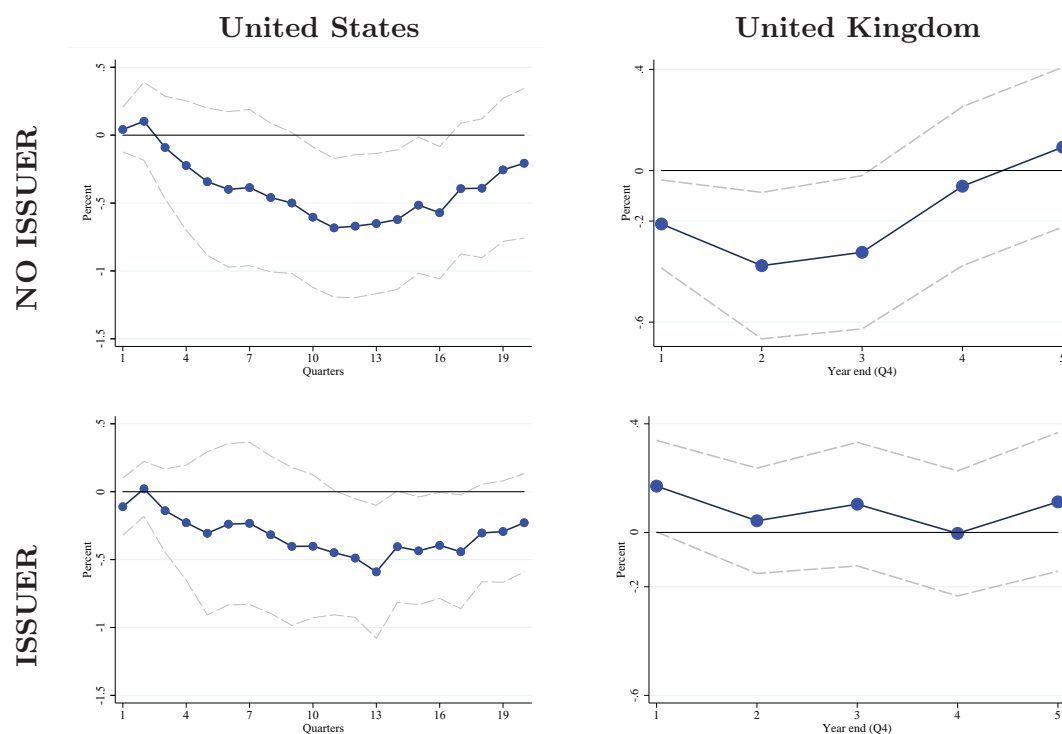 United States
United Kingdom
NO ISSUER
Percent
.5
0
-.5
-1
-1.5
1 4 7 10 13 16 19
Quarters
Percent
.4
0
-.2
-.6
1 2 3 4 5
Year end (Q4)
ISSUER
Percent
.5
0
-.5
-1
-1.5
1 4 7 10 13 16 19
Quarters
Percent
.4
0
-.2
-.6
1 2 3 4 5
Year end (Q4)